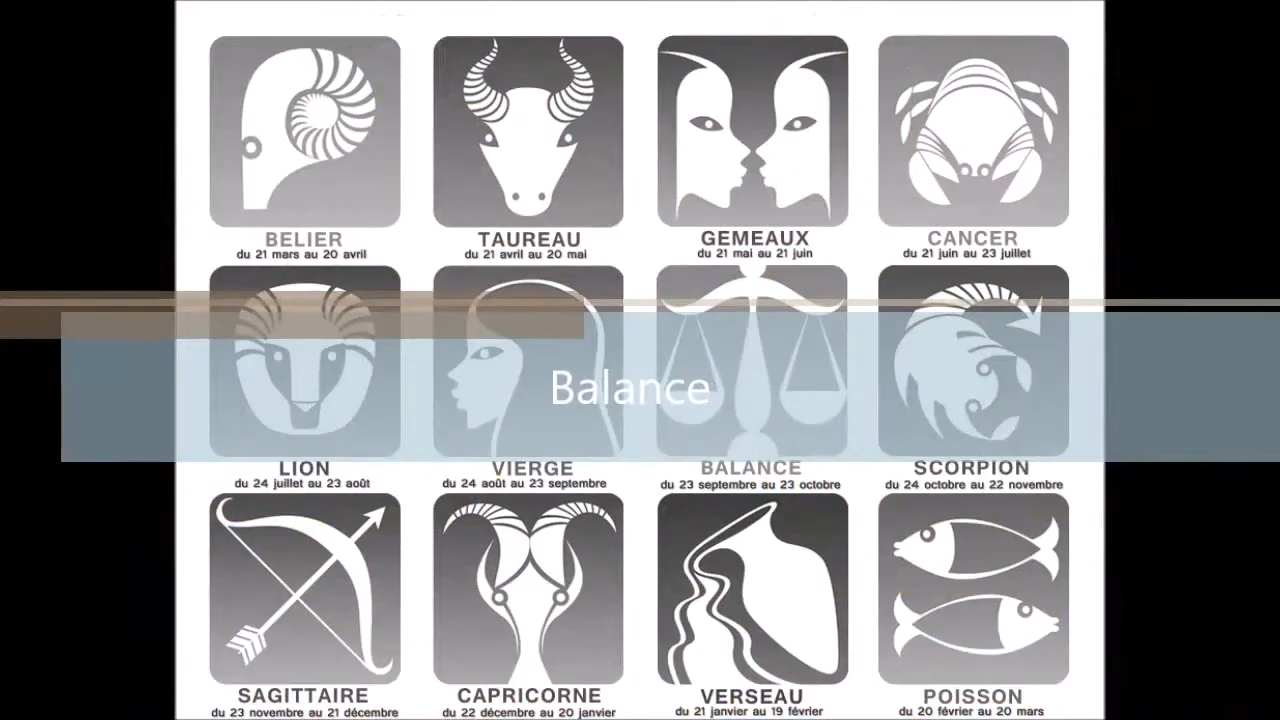 BELIER
du 21 mars au 20 avril
TAUREAU
du 21 avril au 20 mai
GEMEAUX
du 21 mai au 21 juin
CANCER
du 21 juin au 23 juillet
Balance
LION
du 24 juillet au 23 août
VIERGE
du 24 août au 23 septembre
BALANCE
du 23 septembre au 23 octobre
SCORPION
du 24 octobre au 22 novembre
SAGITTAIRE
du 23 novembre au 21 décembre
CAPRICORNE
du 22 décembre au 20 janvier
VERSEAU
du 21 janvier au 19 février
POISSON
du 20 février au 20 mars